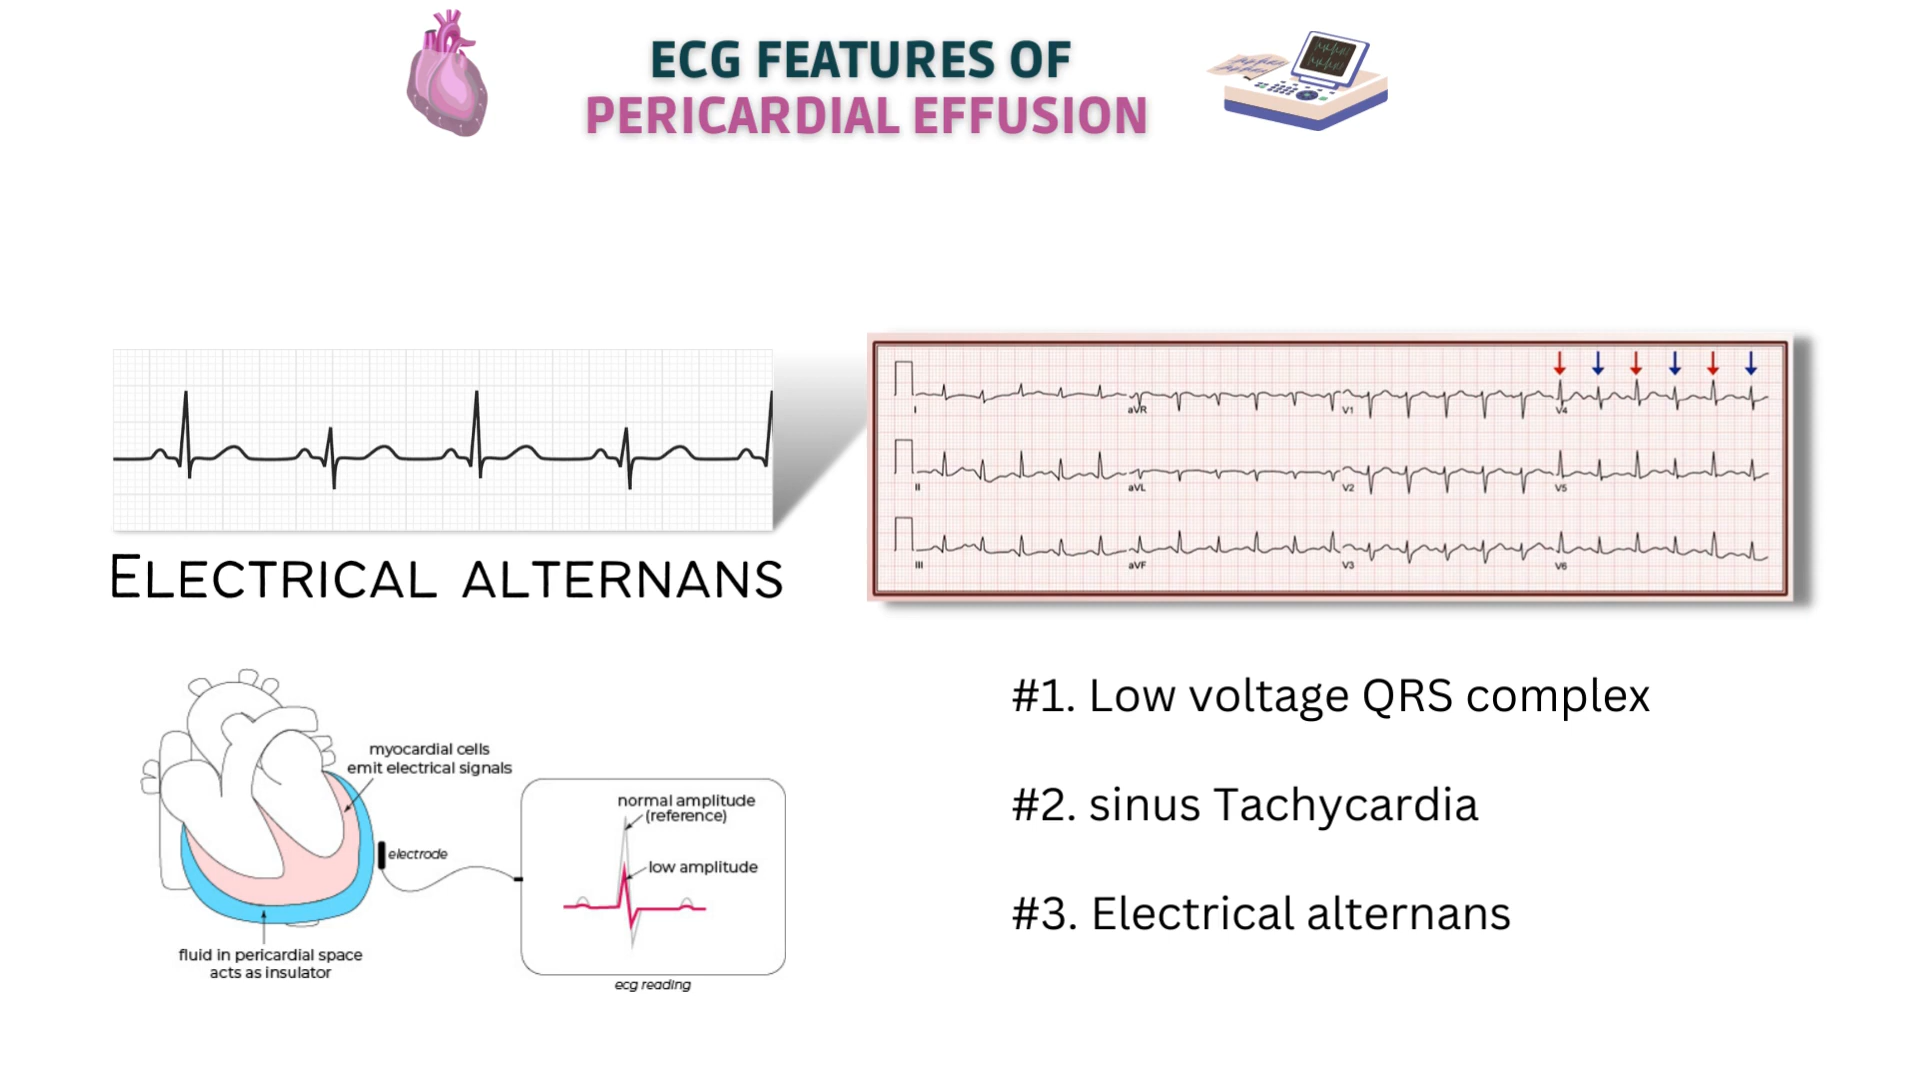 ECG FEATURES OF
PERICARDIAL EFFUSION
ELECTRICAL ALTERNANS
I
aVR
V1
V4
II
aVL
V2
V5
III
aVF
V3
V6
myocardial cells
emit electrical signals
electrode
fluid in pericardial space
acts as insulator
normal amplitude
(reference)
low amplitude
ecg reading
#1. Low voltage QRS complex
#2. sinus Tachycardia
#3. Electrical alternans